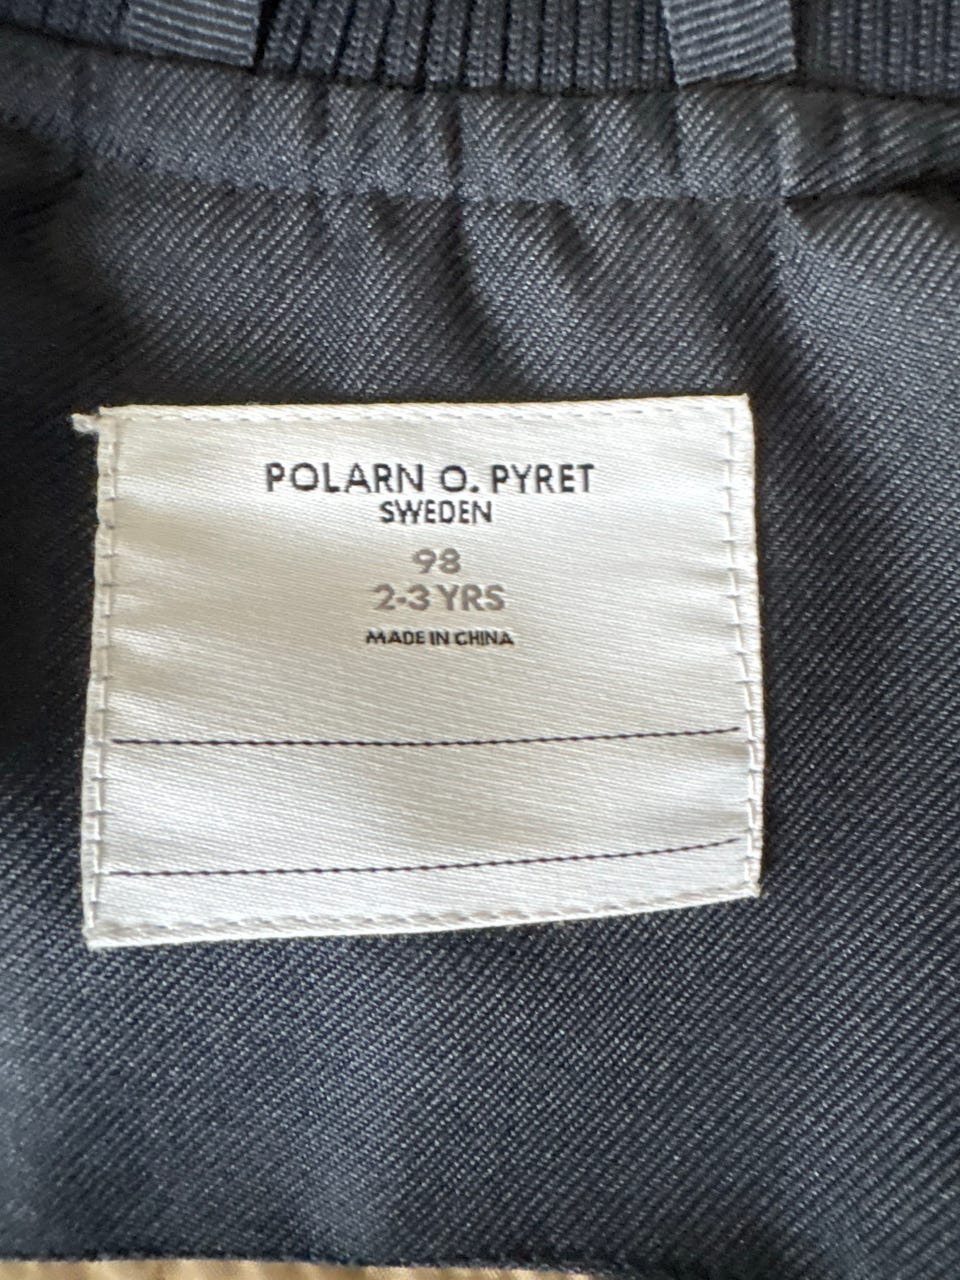 POLARN O. PYRET
SWEDEN
98
2-3 YRS
MADE IN CHINA